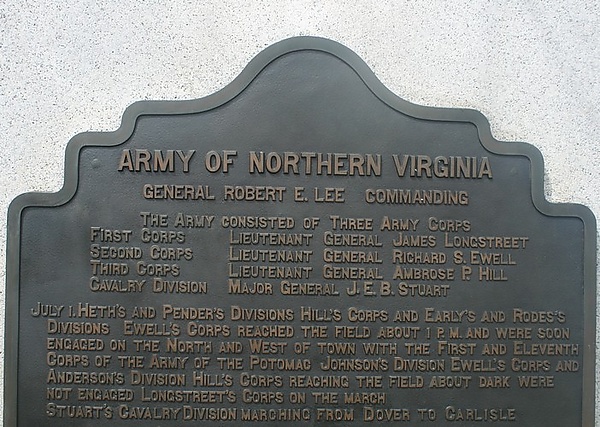 ARMY OF NORTHERN VIRGINIA
GENERAL ROBERT E. LEE COMMANDING
THE ARMY CONSISTED OF THREE ARMY CORPS
FIRST CORPS LIEUTENANT GENERAL JAMES LONGSTREET
SECOND CORPS LIEUTENANT GENERAL RICHARD S. EWELL
THIRD CORPS LIEUTENANT GENERAL AMBROSE P. HILL
CAVALRY DIVISION MAJOR GENERAL J. E. B. STUART
JULY 1. HETH'S AND PENDER'S DIVISIONS HILL'S CORPS AND EARLY'S AND RODES'S
DIVISIONS EWELL'S CORPS REACHED THE FIELD ABOUT 1 P. M. AND WERE SOON
ENGAGED ON THE NORTH AND WEST OF TOWN WITH THE FIRST AND ELEVENTH
CORPS OF THE ARMY OF THE POTOMAC JOHNSON'S DIVISION EWELL'S CORPS AND
ANDERSON'S DIVISION HILL'S CORPS REACHING THE FIELD ABOUT DARK WERE
NOT ENGAGED LONGSTREET'S CORPS ON THE MARCH
STUART'S CAVALRY DIVISION MARCHING FROM DOVER TO CARLISLE